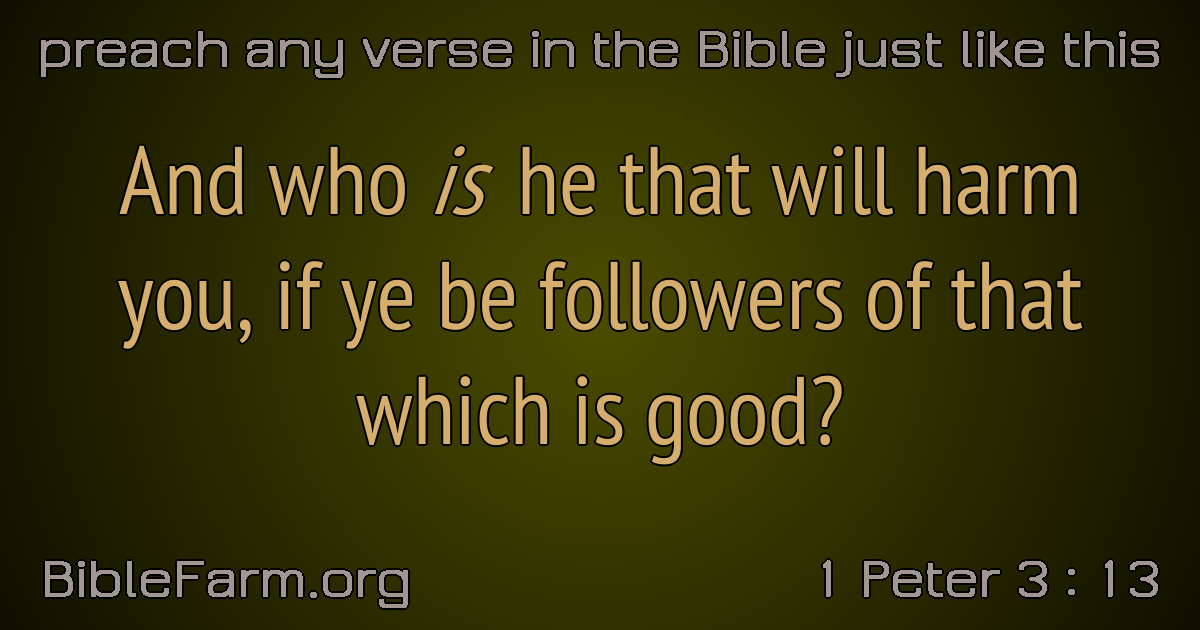 preach any verse in the Bible just like this
And who is he that will harm
you, if ye be followers of that
which is good?
BibleFarm.org
1 Peter 3 : 13